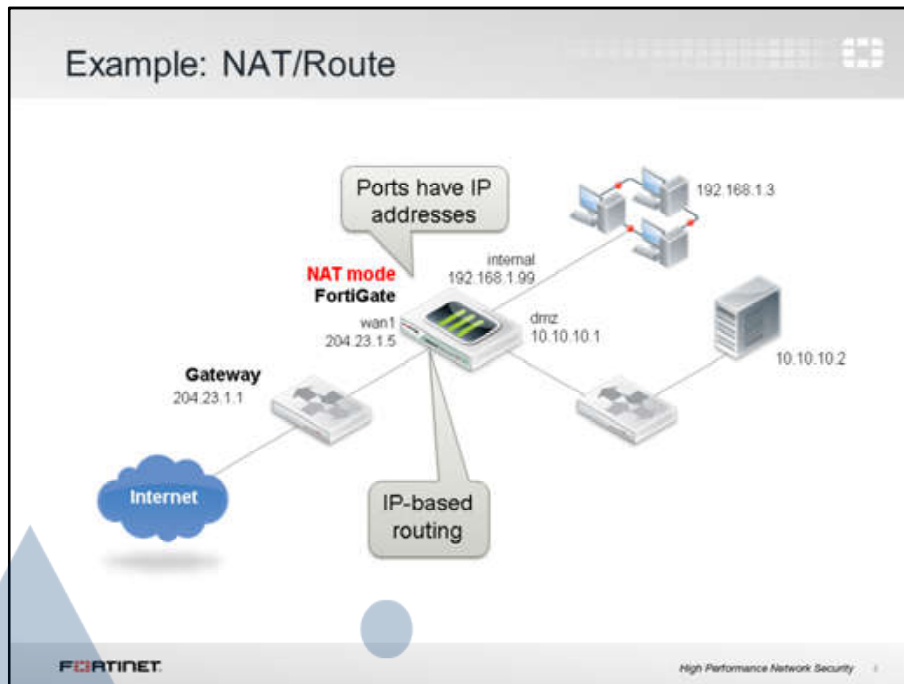 Example: NAT/Route
Ports have IP
addresses
192.168.1.3
internal
192.168.1.99
NAT mode
FortiGate
wan1
204.23.1.5
dmz
10.10.10.1
10.10.10.2
Gateway
204.23.1.1
Internet
IP-based
routing
FORTINET
High Performance Network Security